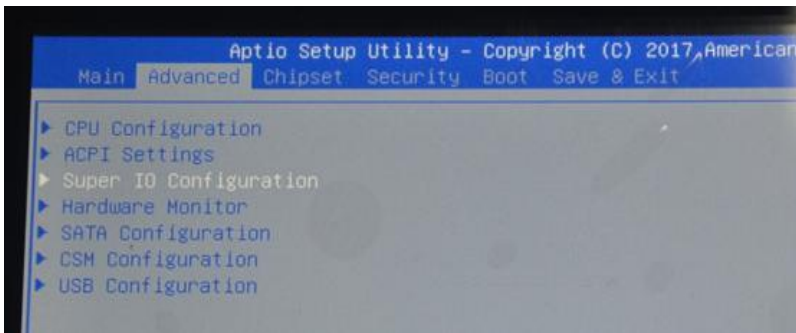 Aptio Setup Utility – Copyright (C) 2017 American
Main Advanced Chipset Security Boot Save & Exit
CPU Configuration
ACPI Settings
Super IO Configuration
Hardware Monitor
SATA Configuration
CSM Configuration
USB Configuration